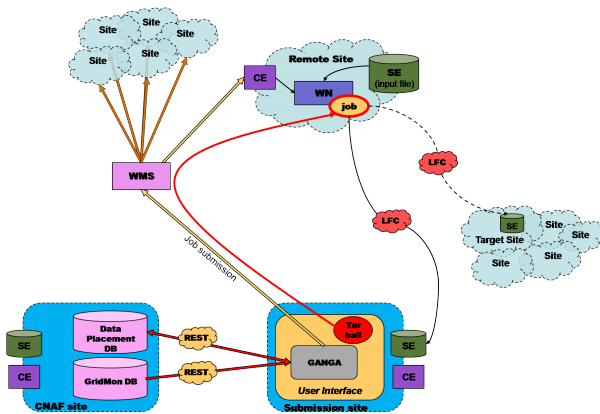 Site
Site
Site
Site
Site
Site
Remote Site
CE
WN
SE
(input file)
job
WMS
LFC
LFC
SE
Site
Target Site
Site
Site
Site
Job submission
Tar
ball
Data
Placement
DB
REST
SE
SE
GANGA
CE
GridMon DB
REST
CE
User Interface
CNAF site
Submission site